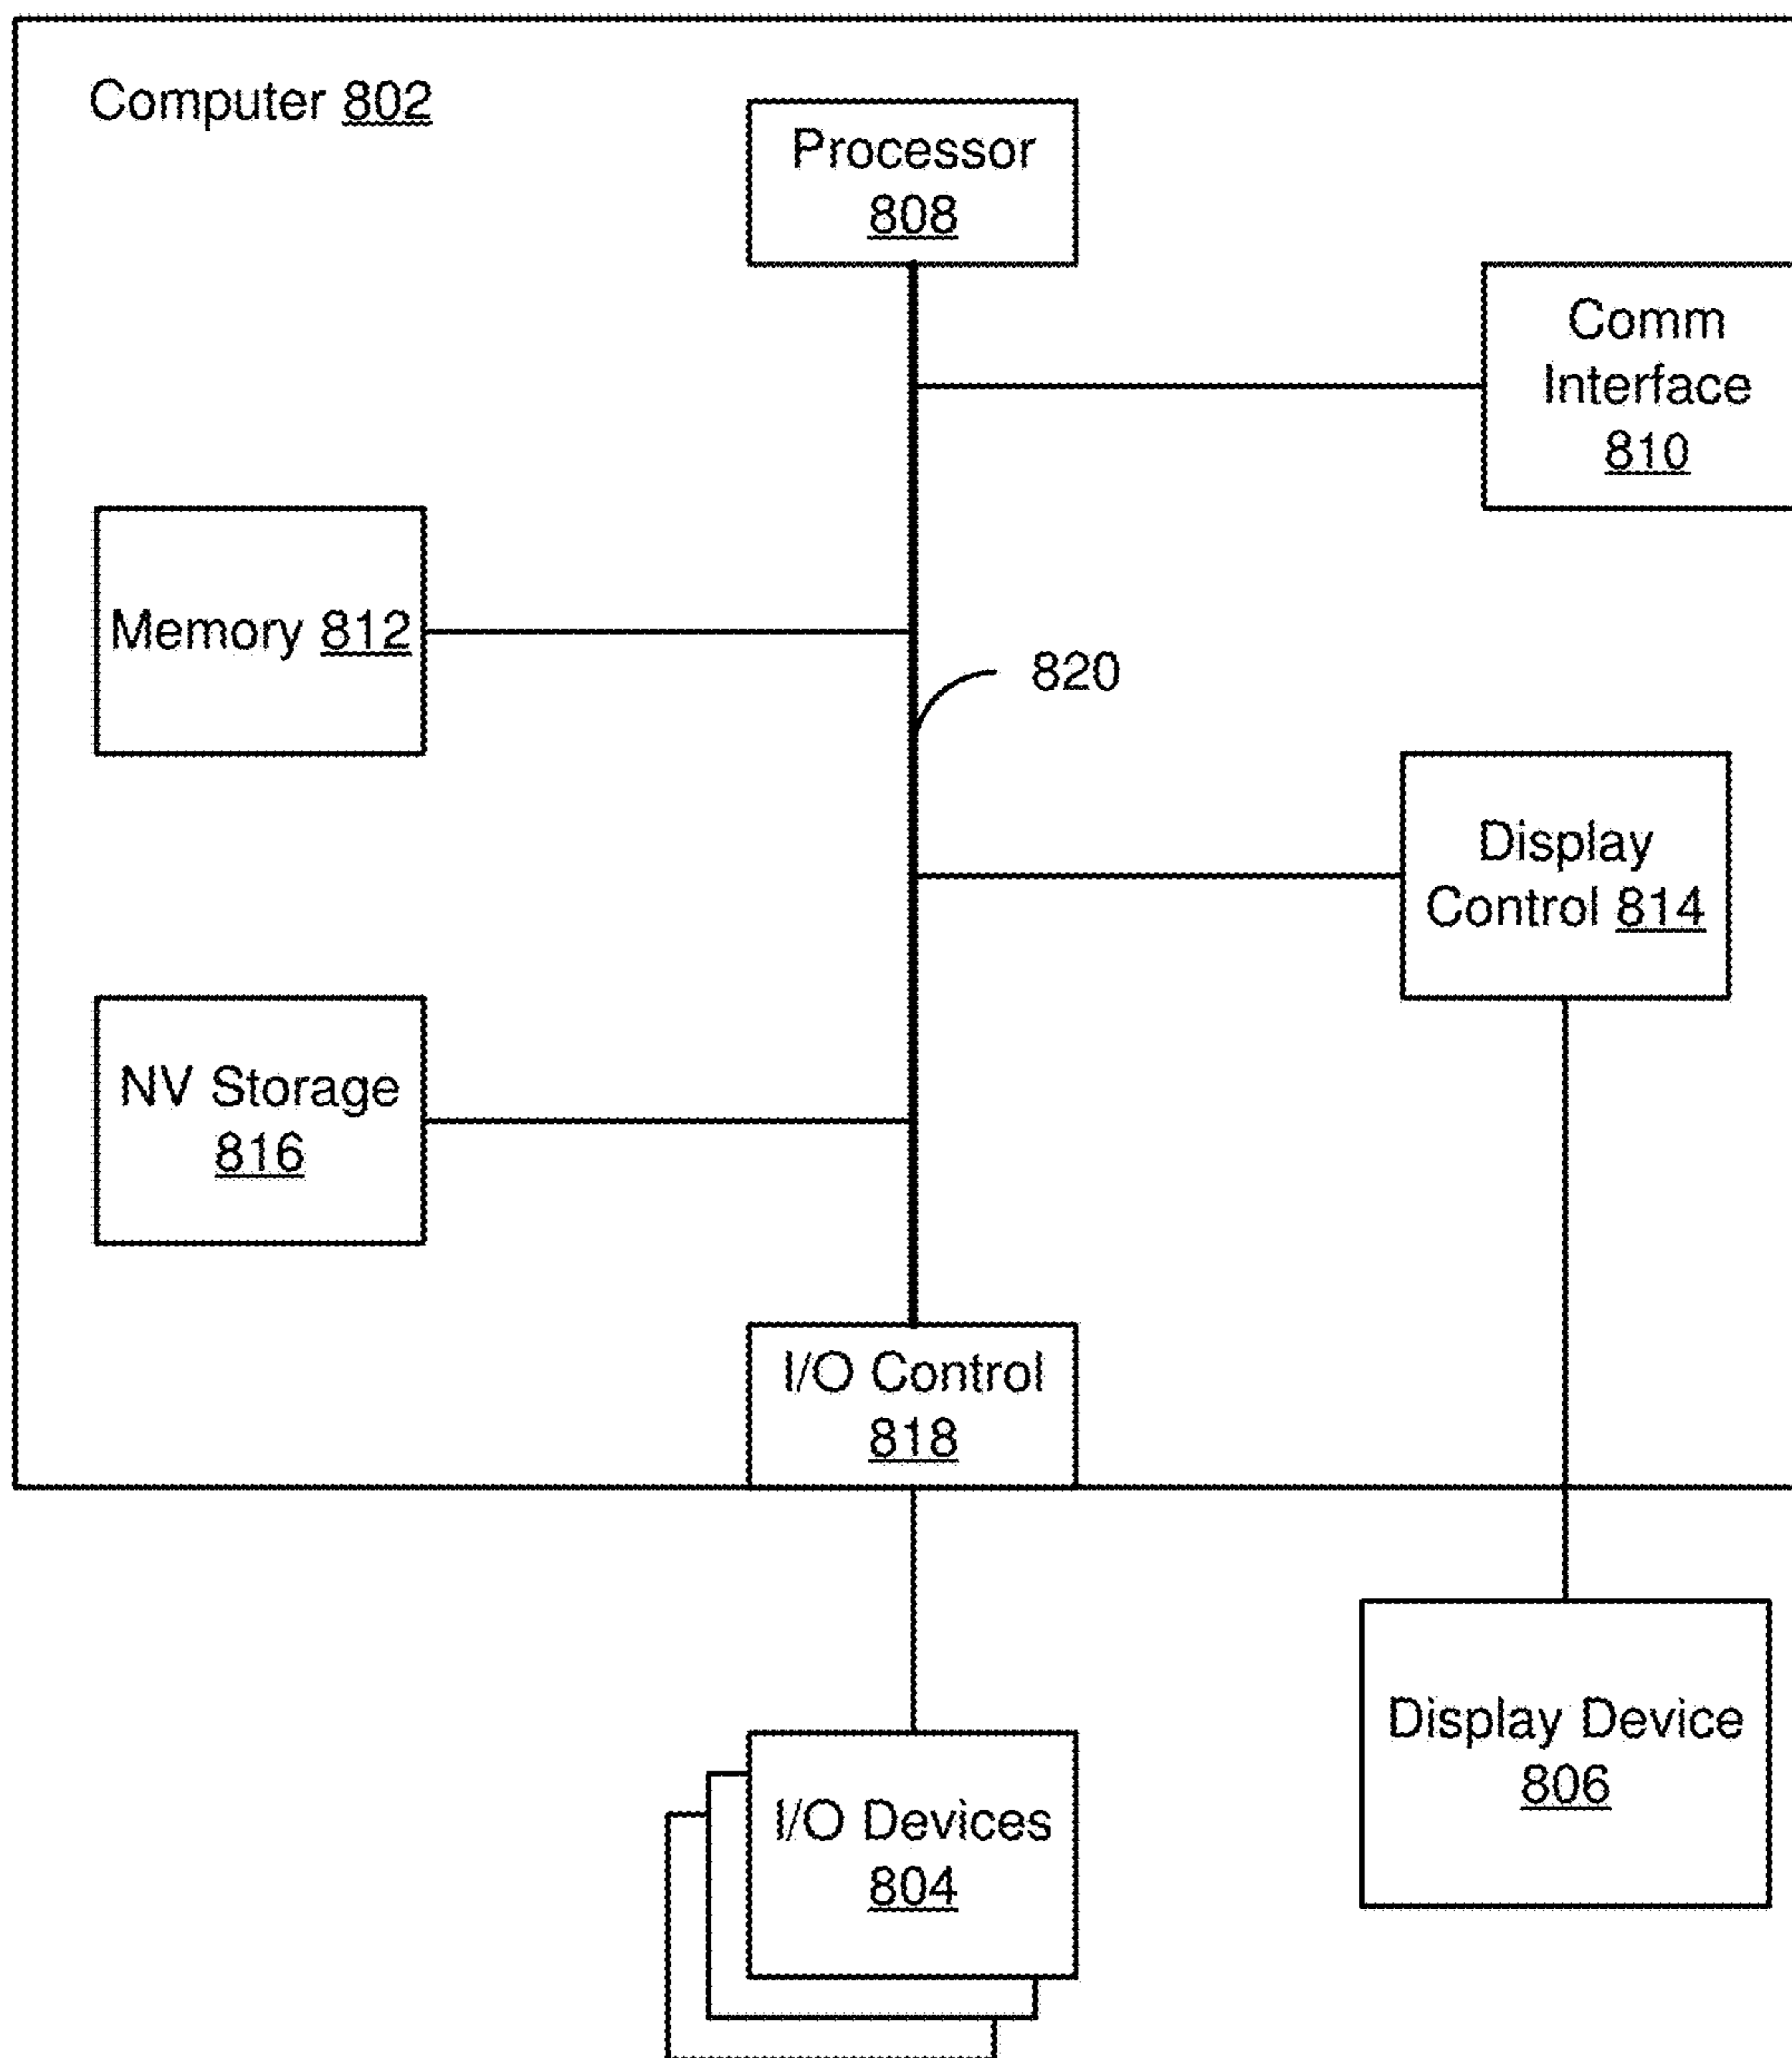 Computer 802
Processor
808
Comm
Interface
810
Memory 812
820
Display
Control 814
NV Storage
816
I/O Control
818
Display Device
806
I/O Devices
804